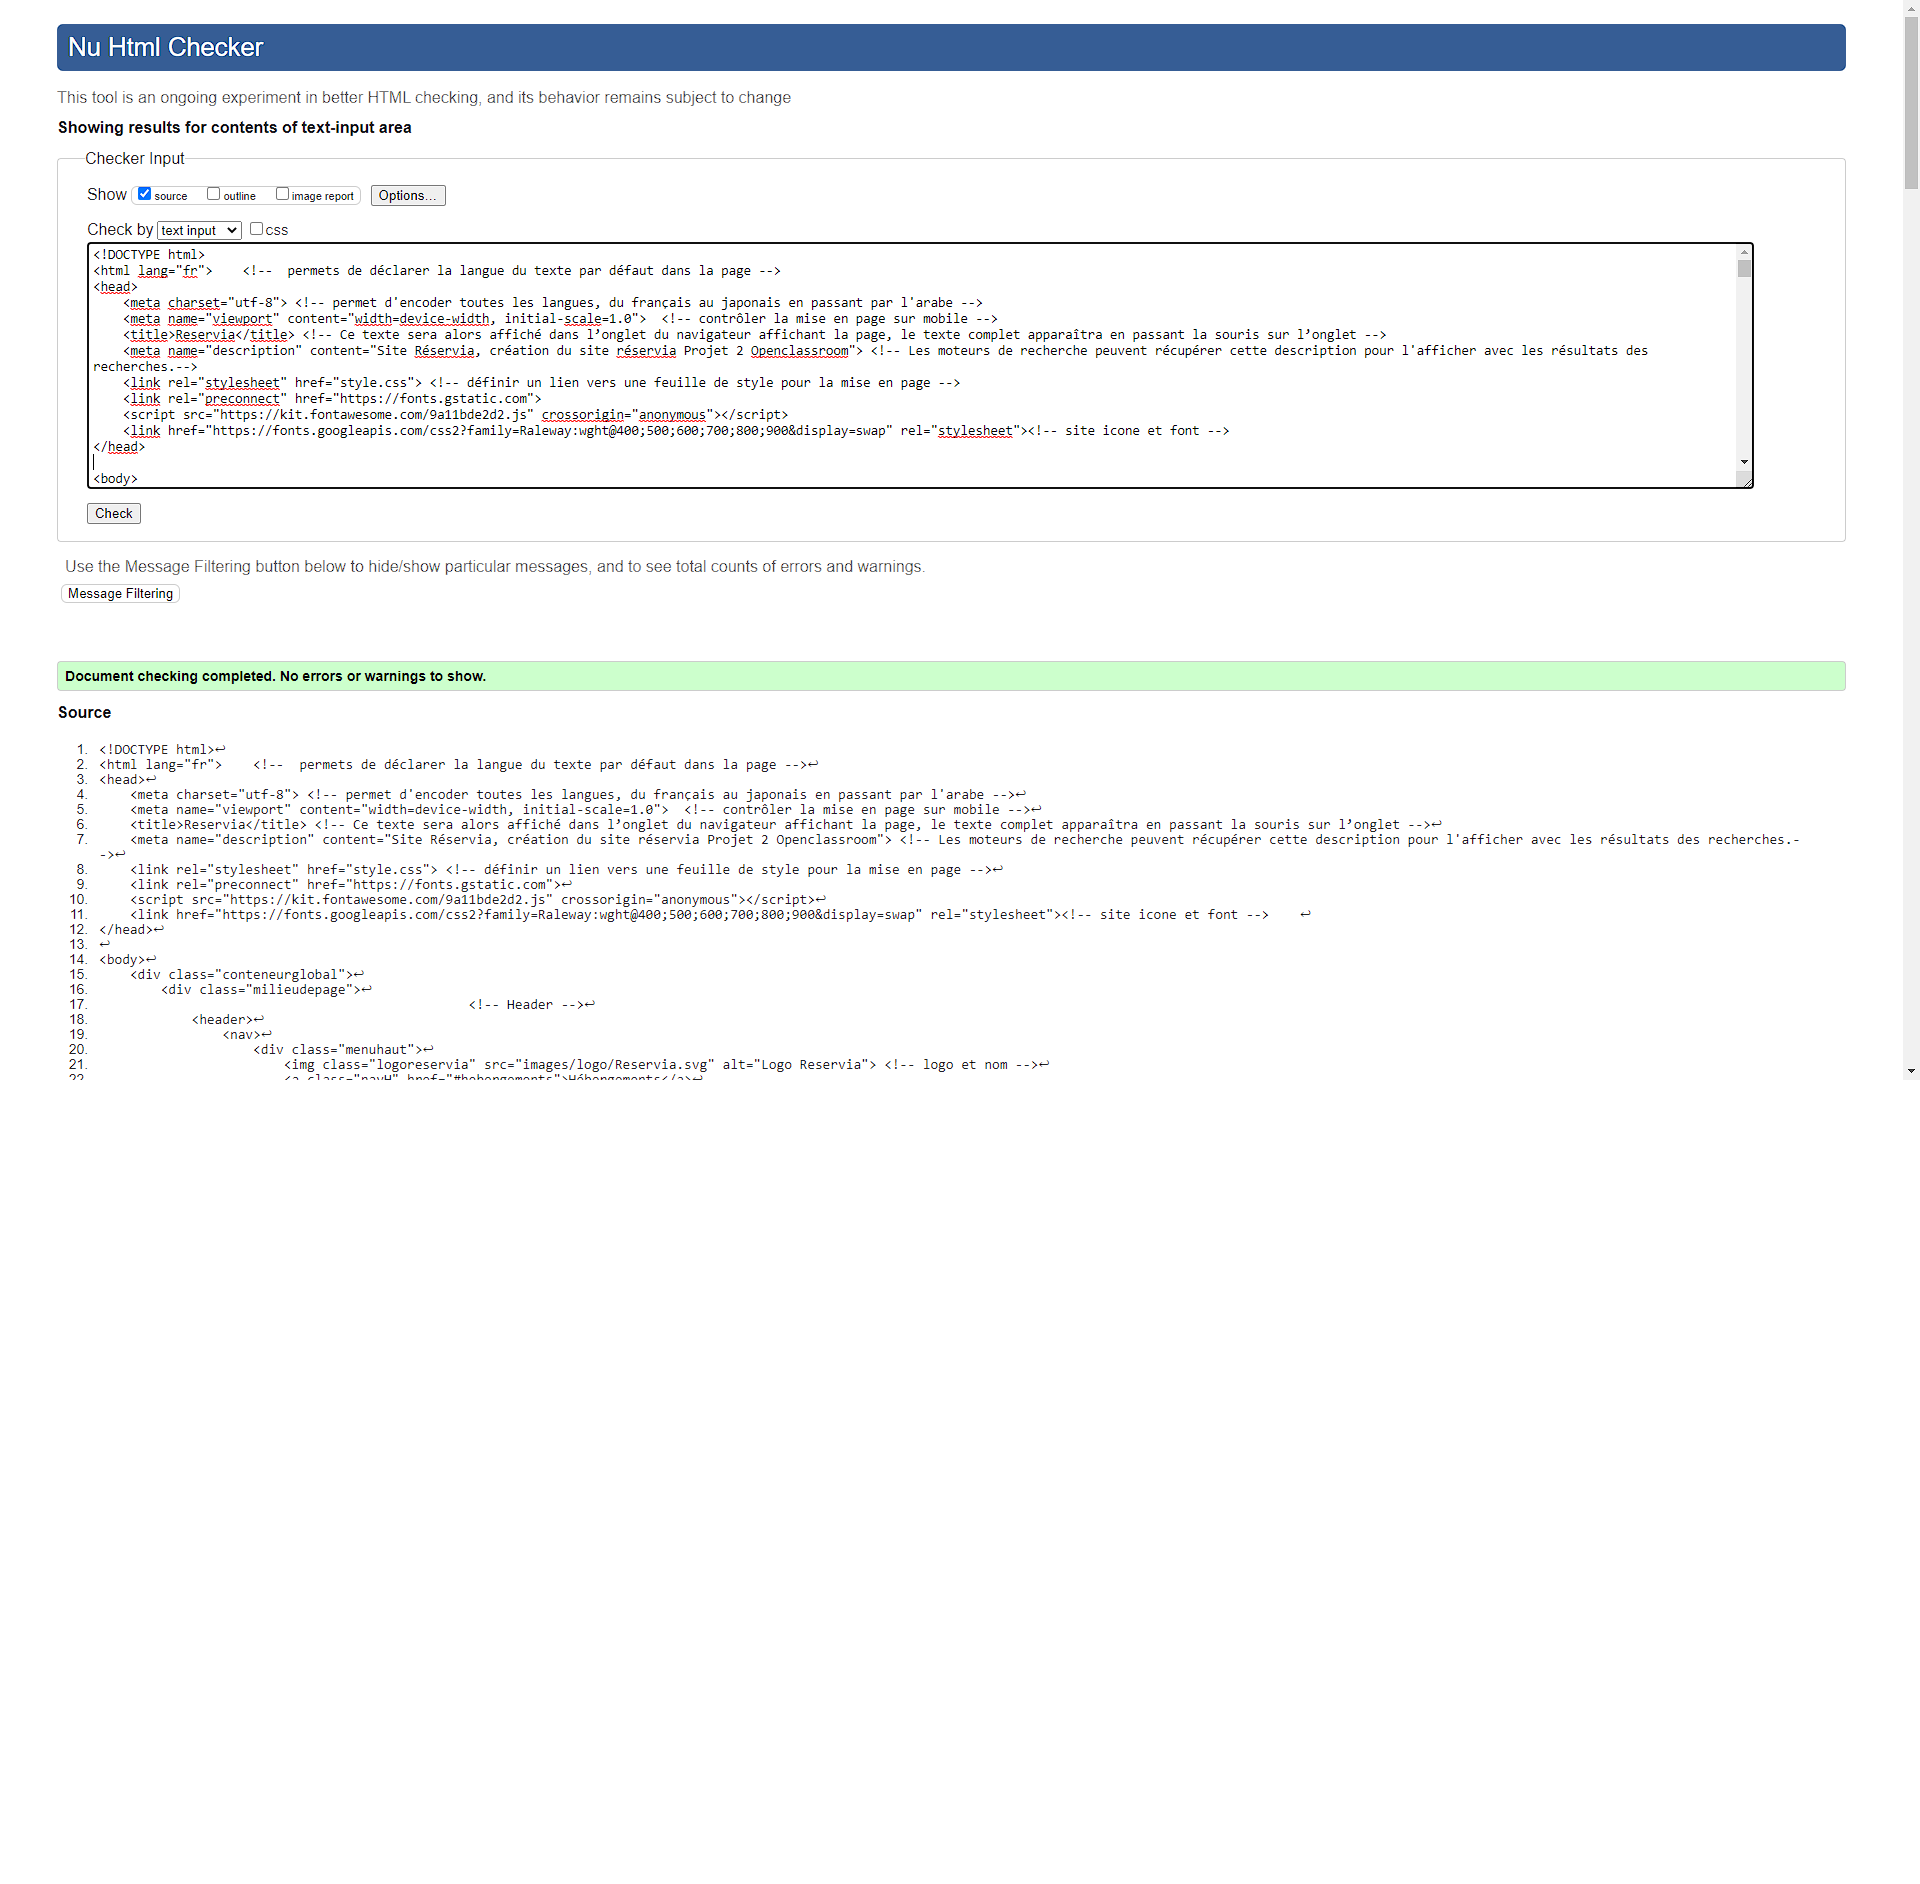 Nu Html Checker
This tool is an ongoing experiment in better HTML checking, and its behavior remains subject to change
Showing results for contents of text-input area
Checker Input
Show source outline image report Options...
Check by text input css
<!DOCTYPE html>
<html lang="fr">    <!--  permets de déclarer la langue du texte par défaut dans la page -->
<head>
    <meta charset="utf-8"> <!-- permet d'encoder toutes les langues, du français au japonais en passant par l'arabe -->
    <meta name="viewport" content="width=device-width, initial-scale=1.0">  <!-- contrôler la mise en page sur mobile -->
    <title>Reservia</title> <!-- Ce texte sera alors affiché dans l’onglet du navigateur affichant la page, le texte complet apparaîtra en passant la souris sur l’onglet -->
    <meta name="description" content="Site Réservia, création du site réservia Projet 2 Openclassroom"> <!-- Les moteurs de recherche peuvent récupérer cette description pour l'afficher avec les résultats des
recherches.-->
    <link rel="stylesheet" href="style.css"> <!-- définir un lien vers une feuille de style pour la mise en page -->
    <link rel="preconnect" href="https://fonts.gstatic.com">
    <script src="https://kit.fontawesome.com/9a11bde2d2.js" crossorigin="anonymous"></script>
    <link href="https://fonts.googleapis.com/css2?family=Raleway:wght@400;500;600;700;800;900&display=swap" rel="stylesheet"><!-- site icone et font -->
</head>
<body>
Check
Use the Message Filtering button below to hide/show particular messages, and to see total counts of errors and warnings.
Message Filtering
Document checking completed. No errors or warnings to show.
Source
1. <!DOCTYPE html>↩
2. <html lang="fr">    <!--  permets de déclarer la langue du texte par défaut dans la page -->↩
3. <head>↩
4.     <meta charset="utf-8"> <!-- permet d'encoder toutes les langues, du français au japonais en passant par l'arabe -->↩
5.     <meta name="viewport" content="width=device-width, initial-scale=1.0">  <!-- contrôler la mise en page sur mobile -->↩
6.     <title>Reservia</title> <!-- Ce texte sera alors affiché dans l’onglet du navigateur affichant la page, le texte complet apparaîtra en passant la souris sur l’onglet -->↩
7.     <meta name="description" content="Site Réservia, création du site réservia Projet 2 Openclassroom"> <!-- Les moteurs de recherche peuvent récupérer cette description pour l'afficher avec les résultats des recherches.-
->↩
8.     <link rel="stylesheet" href="style.css"> <!-- définir un lien vers une feuille de style pour la mise en page -->↩
9.     <link rel="preconnect" href="https://fonts.gstatic.com">↩
10.     <script src="https://kit.fontawesome.com/9a11bde2d2.js" crossorigin="anonymous"></script>↩
11.     <link href="https://fonts.googleapis.com/css2?family=Raleway:wght@400;500;600;700;800;900&display=swap" rel="stylesheet"><!-- site icone et font -->    ↩
12. </head>↩
13. ↩
14. <body>↩
15.     <div class="conteneurglobal">↩
16.         <div class="milieudepage">↩
17.                                                 <!-- Header -->↩
18.             <header>↩
19.                 <nav>↩
20.                     <div class="menuhaut">↩
21.                         <img class="logoreservia" src="images/logo/Reservia.svg" alt="Logo Reservia"> <!-- logo et nom -->↩